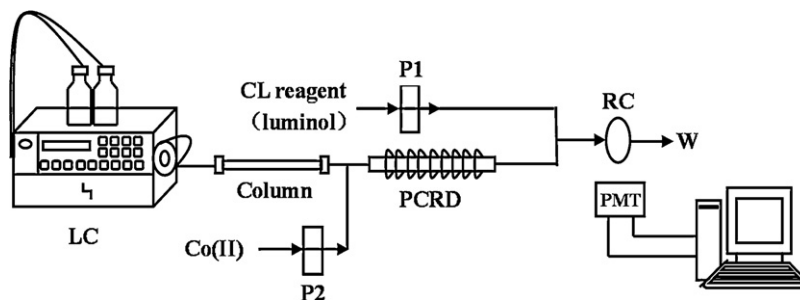 P1
CL reagent
(luminol)
RC
W
Column
PCRD
PMT
LC
Co(II)
P2